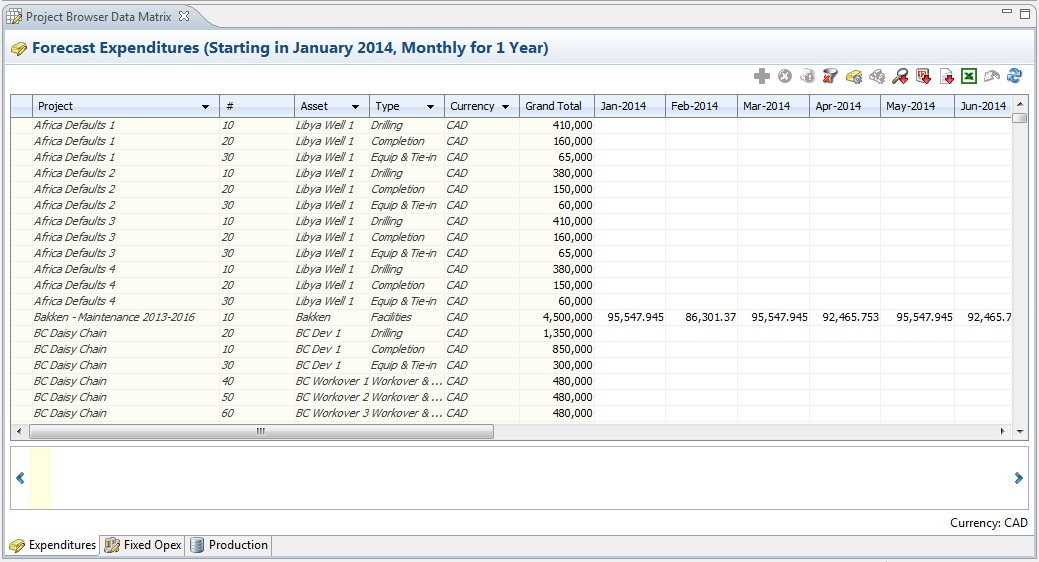 Project Browser Data Matrix
Forecast Expenditures (Starting in January 2014, Monthly for 1 Year)
Project # Asset Type Currency Grand Total Jan-2014 Feb-2014 Mar-2014 Apr-2014 May-2014 Jun-2014
Africa Defaults 1 10 Libya Well 1 Drilling CAD 410,000
Africa Defaults 1 20 Libya Well 1 Completion CAD 160,000
Africa Defaults 1 30 Libya Well 1 Equip & Tie-in CAD 65,000
Africa Defaults 2 10 Libya Well 1 Drilling CAD 380,000
Africa Defaults 2 20 Libya Well 1 Completion CAD 150,000
Africa Defaults 2 30 Libya Well 1 Equip & Tie-in CAD 60,000
Africa Defaults 3 10 Libya Well 1 Drilling CAD 410,000
Africa Defaults 3 20 Libya Well 1 Completion CAD 160,000
Africa Defaults 3 30 Libya Well 1 Equip & Tie-in CAD 65,000
Africa Defaults 4 10 Libya Well 1 Drilling CAD 380,000
Africa Defaults 4 20 Libya Well 1 Completion CAD 150,000
Africa Defaults 4 30 Libya Well 1 Equip & Tie-in CAD 60,000
Bakken - Maintenance 2013-2016 10 Bakken Facilities CAD 4,500,000 95,547.945 86,301.37 95,547.945 92,465.753 95,547.945 92,465.7
BC Daisy Chain 20 BC Dev 1 Drilling CAD 1,350,000
BC Daisy Chain 10 BC Dev 1 Completion CAD 850,000
BC Daisy Chain 30 BC Dev 1 Equip & Tie-in CAD 300,000
BC Daisy Chain 40 BC Workover 1 Workover & ... CAD 480,000
BC Daisy Chain 50 BC Workover 2 Workover & ... CAD 480,000
BC Daisy Chain 60 BC Workover 3 Workover & ... CAD 480,000
Currency: CAD
Expenditures Fixed Opex Production